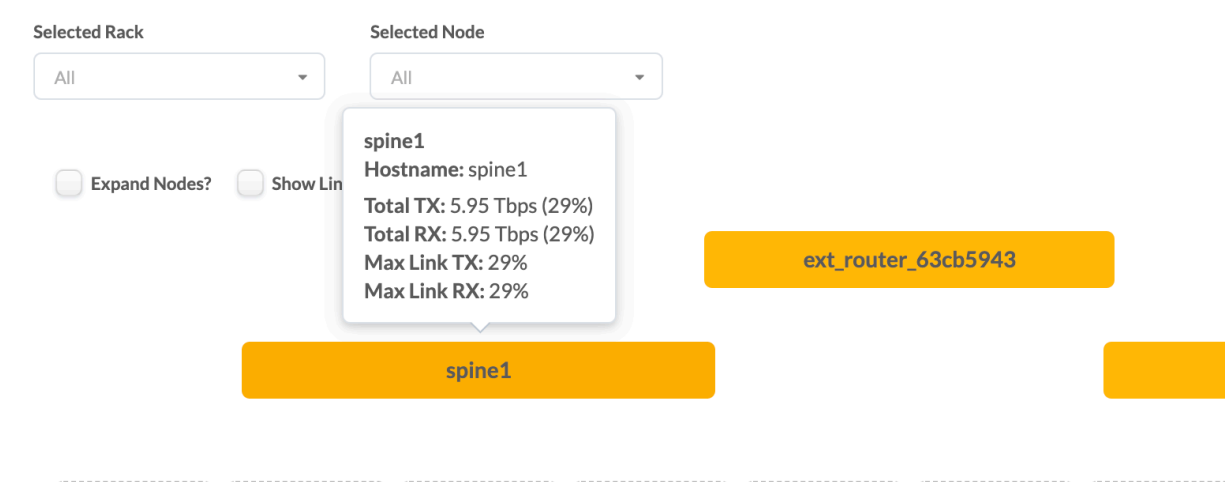 Selected Rack
Selected Node
All
All
spine1
Hostname: spine1
Expand Nodes?
Show Lin
Total TX: 5.95 Tbps (29%)
Total RX: 5.95 Tbps (29%)
Max Link TX: 29%
Max Link RX: 29%
ext_router_63cb5943
spine1